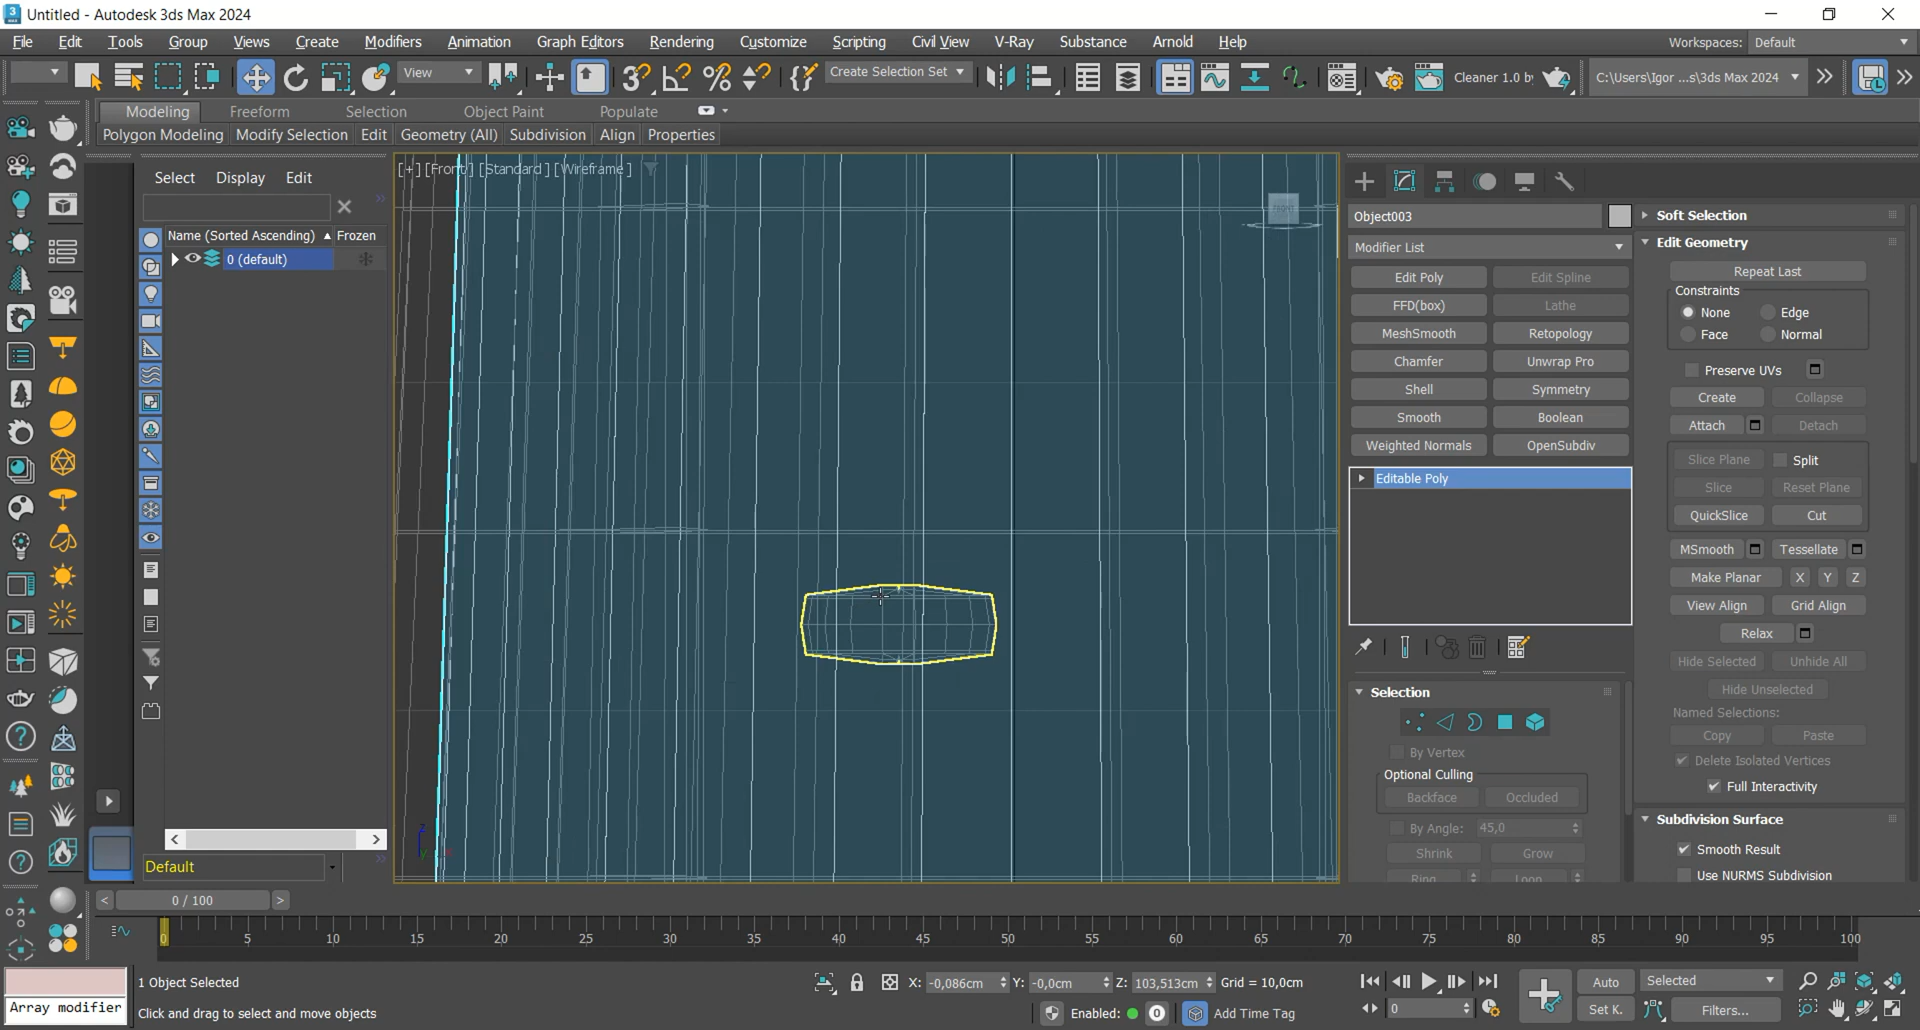 Untitled - Autodesk 3ds Max 2024
File Edit Tools Group Views Create Modifiers Animation Graph Editors Rendering Customize Scripting Civil View V-Ray Substance Arnold Help Workspaces: Default
View Create Selection Set Cleaner 1.0 by C:\Users\Igor ...s\3ds Max 2024
Modeling Freeform Selection Object Paint Populate
Polygon Modeling Modify Selection Edit Geometry (All) Subdivision Align Properties
Select Display Edit
[+] [Front] [Standard] [Wireframe]
FRONT
Name (Sorted Ascending) Frozen
0 (default)
z
y
x
Default
Object003
Modifier List
Edit Poly Edit Spline
FFD(box) Lathe
MeshSmooth Retopology
Chamfer Unwrap Pro
Shell Symmetry
Smooth Boolean
Weighted Normals OpenSubdiv
Editable Poly
Selection
By Vertex
Optional Culling
Backface Occluded
By Angle: 45,0
Shrink Grow
Ring Loop
Soft Selection
Edit Geometry
Repeat Last
Constraints
None Edge
Face Normal
Preserve UVs
Create Collapse
Attach Detach
Slice Plane Split
Slice Reset Plane
QuickSlice Cut
MSmooth Tessellate
Make Planar X Y Z
View Align Grid Align
Relax
Hide Selected Unhide All
Hide Unselected
Named Selections:
Copy Paste
Delete Isolated Vertices
Full Interactivity
Subdivision Surface
Smooth Result
Use NURMS Subdivision
< 0 / 100 >
0 5 10 15 20 25 30 35 40 45 50 55 60 65 70 75 80 85 90 95 100
1 Object Selected X: -0,086cm Y: -0,0cm Z: 103,513cm Grid = 10,0cm Auto Selected
Array modifier Click and drag to select and move objects Enabled: 0 Add Time Tag 0 Set K. Filters...